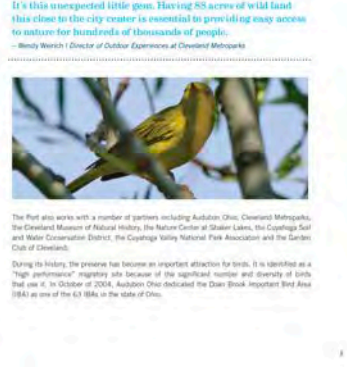 It's this unexpected little gem. Having 88 acres of wild land
this close to the city center is essential to providing easy access
to nature for hundreds of thousands of people.
– Wendy Weirich | Director of Outdoor Experiences at Cleveland Metroparks
The Port also works with a number of partners including Audubon Ohio, Cleveland Metroparks,
the Cleveland Museum of Natural History, the Nature Center at Shaker Lakes, the Cuyahoga Soil
and Water Conservation District, the Cuyahoga Valley National Park Association and the Garden
Club of Cleveland.
During its history, the preserve has become an important attraction for birds. It is identified as a
"high performance" migratory site because of the significant number and diversity of birds
that use it. In October of 2004, Audubon Ohio dedicated the Doan Brook Important Bird Area
(IBA) as one of the 63 IBAs in the state of Ohio.